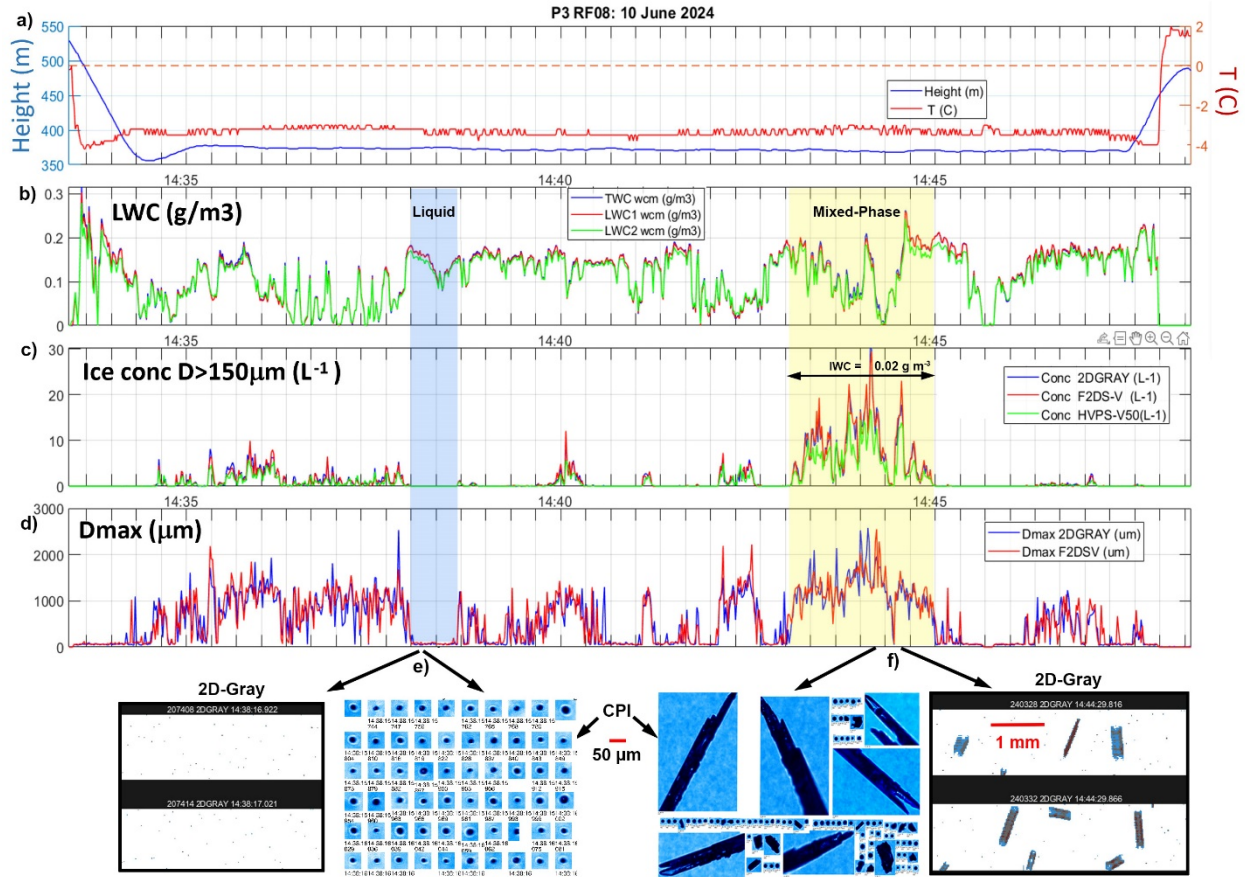 P3 RF08: 10 June 2024
a)
550
500
450
400
350
Height (m)
2
0
-2
-4
T (C)
Height (m)
T (C)
14:35
14:40
14:45
b)
0.3
0.2
0.1
0
LWC (g/m3)
Liquid
TWC wcm (g/m3)
LWC1 wcm (g/m3)
LWC2 wcm (g/m3)
Mixed-Phase
14:35
14:40
14:45
c)
30
20
10
0
Ice conc D>150µm (L-1 )
IWC = 0.02 g m-3
Conc 2DGRAY (L-1)
Conc F2DS-V (L-1)
Conc HVPS-V50(L-1)
14:35
14:40
14:45
d)
3000
2000
1000
0
Dmax (µm)
Dmax 2DGRAY (um)
Dmax F2DSV (um)
e)
f)
2D-Gray
207408 2DGRAY 14:38:16.922
207414 2DGRAY 14:38:17.021
CPI
50 µm
2D-Gray
240328 2DGRAY 14:44:29.816
1 mm
240332 2DGRAY 14:44:29.866